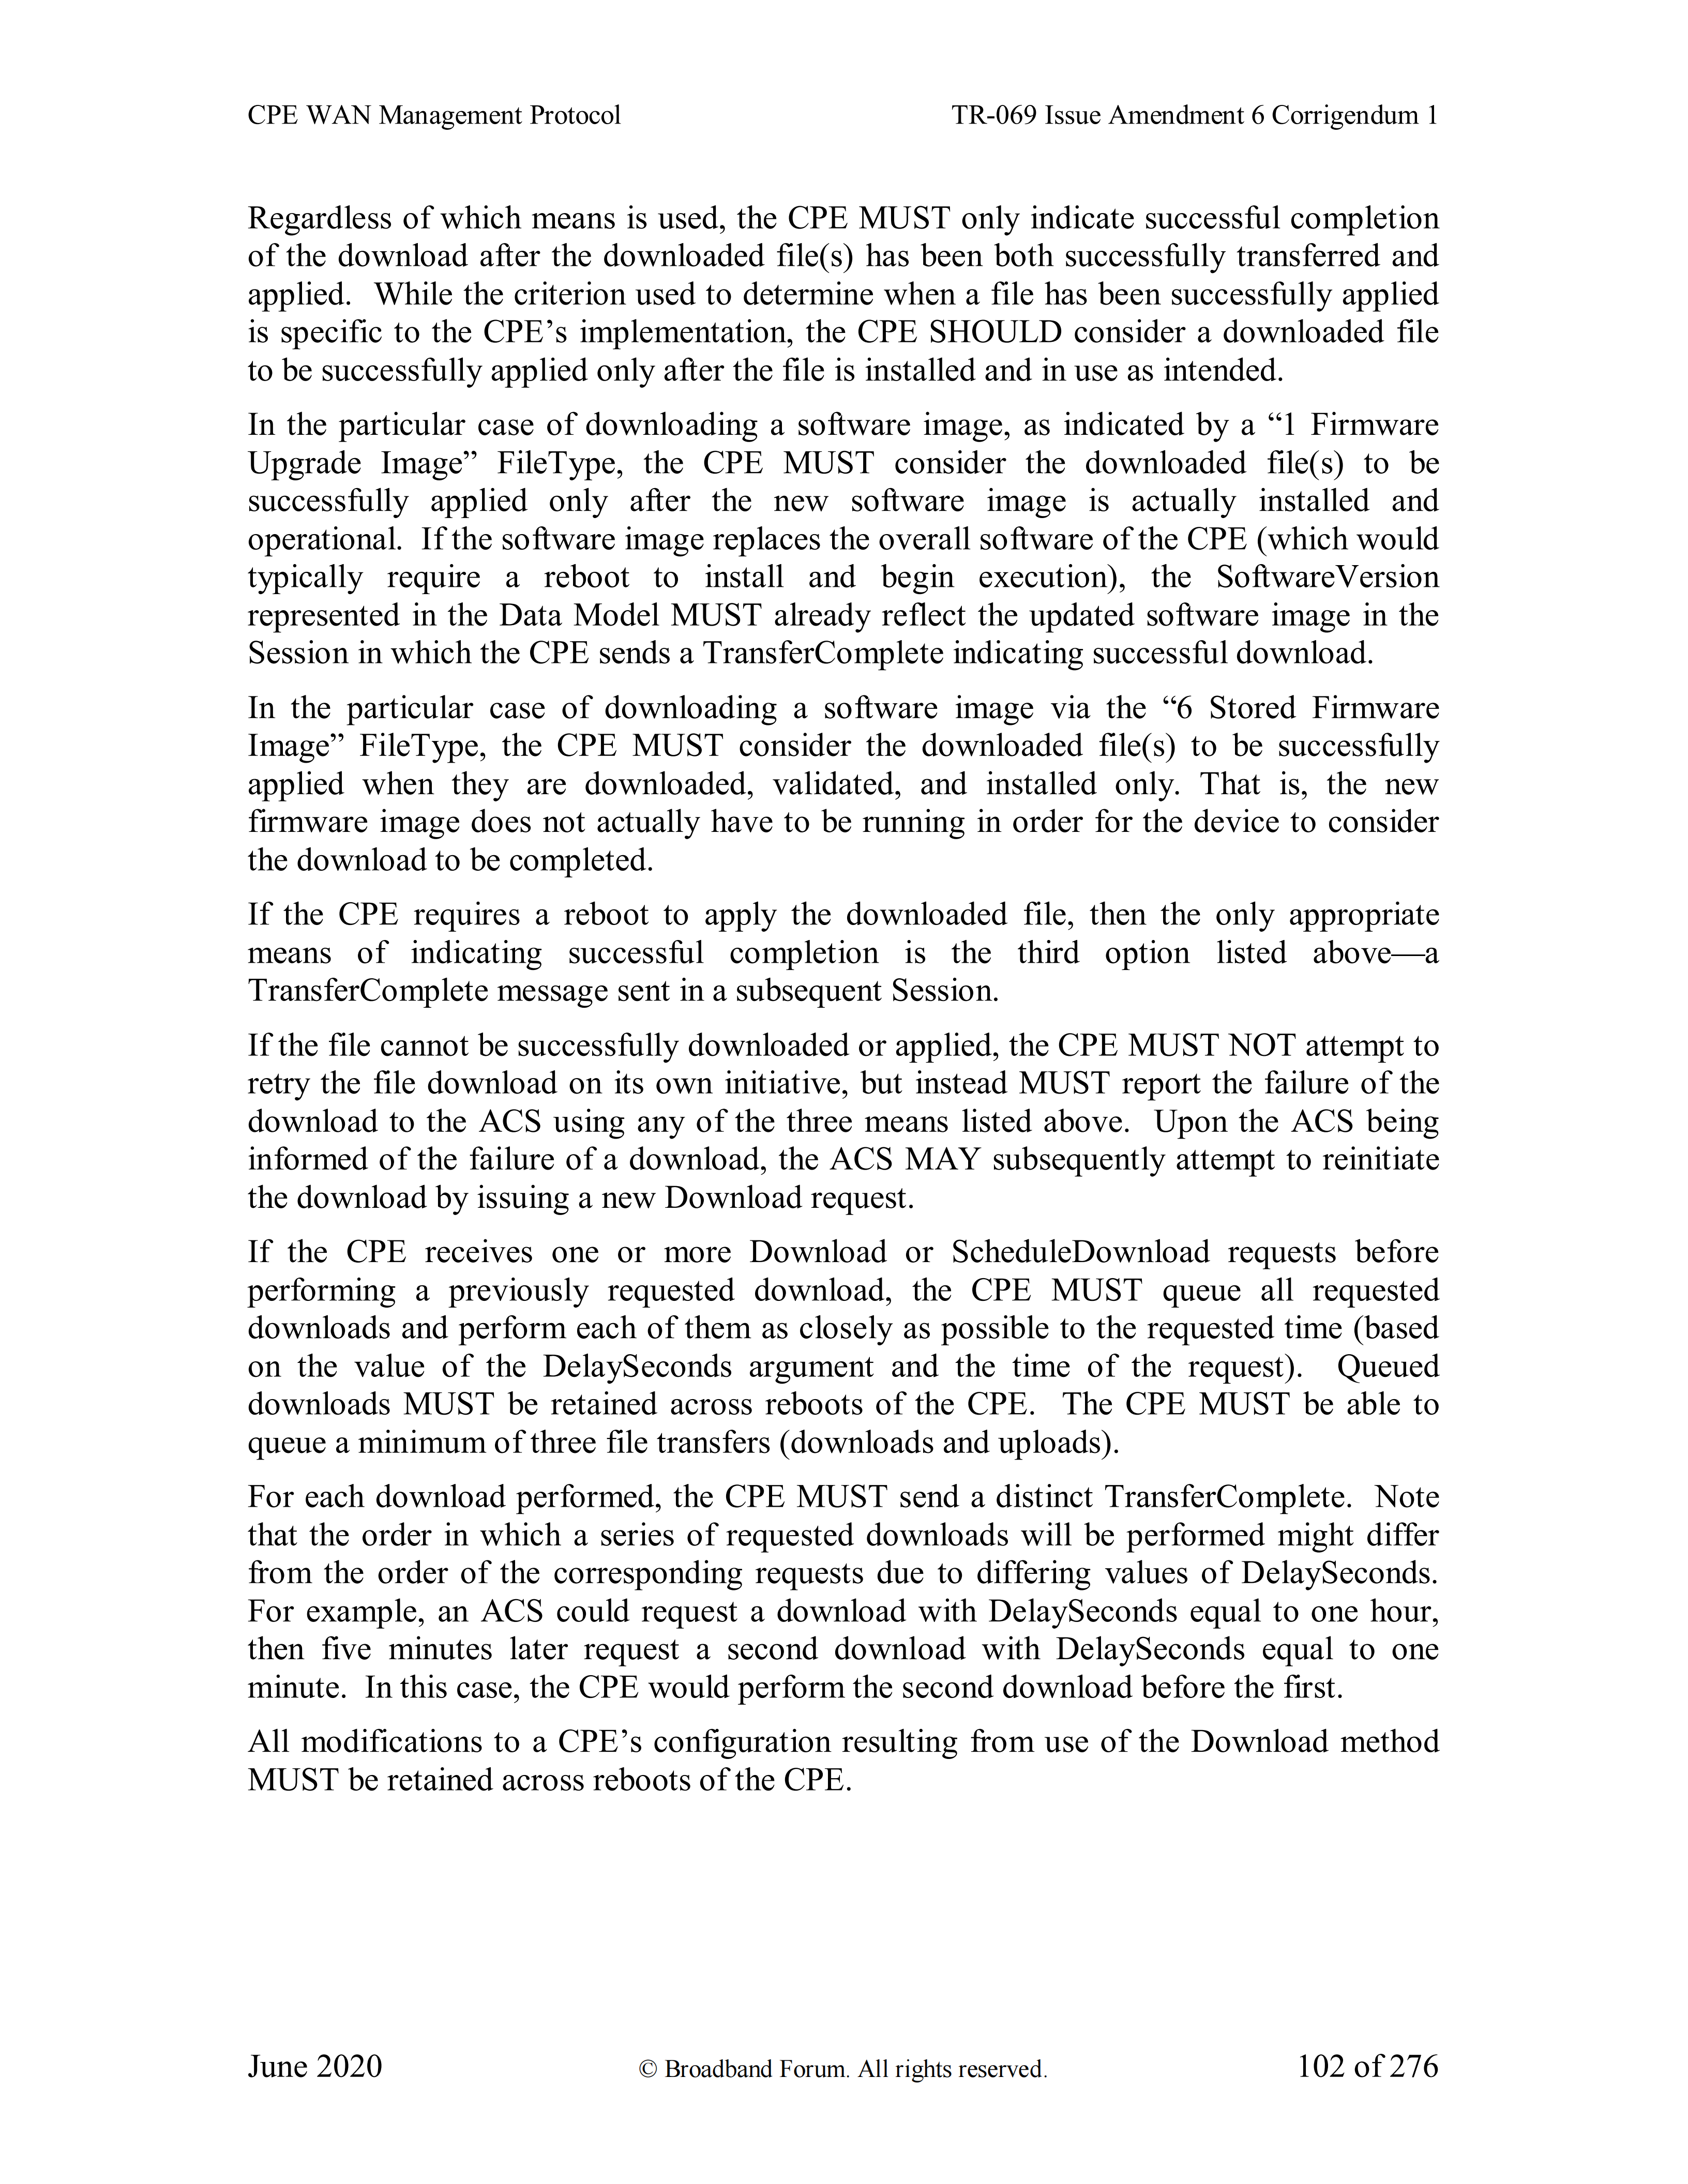 CPE WAN Management Protocol TR-069 Issue Amendment 6 Corrigendum 1
Regardless of which means is used, the CPE MUST only indicate successful completion
of the download after the downloaded file(s) has been both successfully transferred and
applied.  While the criterion used to determine when a file has been successfully applied
is specific to the CPE’s implementation, the CPE SHOULD consider a downloaded file
to be successfully applied only after the file is installed and in use as intended.
In the particular case of downloading a software image, as indicated by a “1 Firmware
Upgrade Image” FileType, the CPE MUST consider the downloaded file(s) to be
successfully applied only after the new software image is actually installed and
operational.  If the software image replaces the overall software of the CPE (which would
typically require a reboot to install and begin execution), the SoftwareVersion
represented in the Data Model MUST already reflect the updated software image in the
Session in which the CPE sends a TransferComplete indicating successful download.
In the particular case of downloading a software image via the “6 Stored Firmware
Image” FileType, the CPE MUST consider the downloaded file(s) to be successfully
applied when they are downloaded, validated, and installed only. That is, the new
firmware image does not actually have to be running in order for the device to consider
the download to be completed.
If the CPE requires a reboot to apply the downloaded file, then the only appropriate
means of indicating successful completion is the third option listed above—a
TransferComplete message sent in a subsequent Session.
If the file cannot be successfully downloaded or applied, the CPE MUST NOT attempt to
retry the file download on its own initiative, but instead MUST report the failure of the
download to the ACS using any of the three means listed above.  Upon the ACS being
informed of the failure of a download, the ACS MAY subsequently attempt to reinitiate
the download by issuing a new Download request.
If the CPE receives one or more Download or ScheduleDownload requests before
performing a previously requested download, the CPE MUST queue all requested
downloads and perform each of them as closely as possible to the requested time (based
on the value of the DelaySeconds argument and the time of the request).  Queued
downloads MUST be retained across reboots of the CPE.  The CPE MUST be able to
queue a minimum of three file transfers (downloads and uploads).
For each download performed, the CPE MUST send a distinct TransferComplete.  Note
that the order in which a series of requested downloads will be performed might differ
from the order of the corresponding requests due to differing values of DelaySeconds.
For example, an ACS could request a download with DelaySeconds equal to one hour,
then five minutes later request a second download with DelaySeconds equal to one
minute.  In this case, the CPE would perform the second download before the first.
All modifications to a CPE’s configuration resulting from use of the Download method
MUST be retained across reboots of the CPE.
June 2020 © Broadband Forum. All rights reserved. 102 of 276